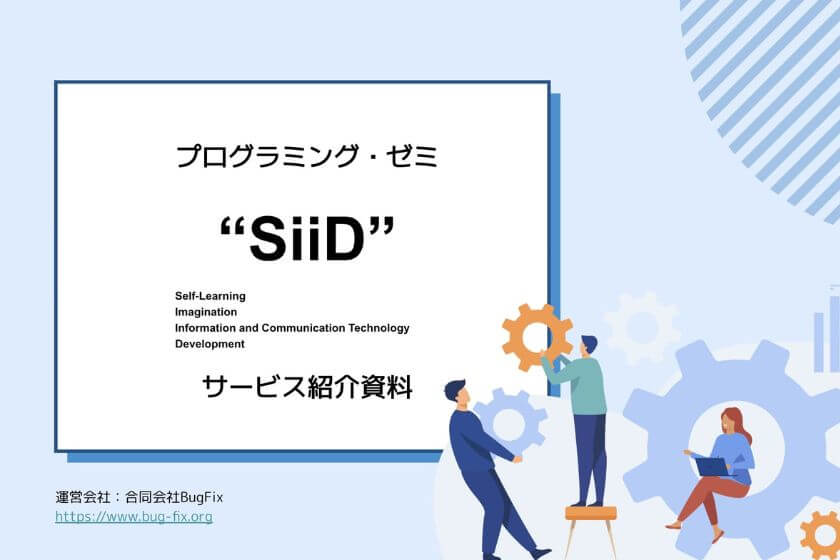 プログラミング・ゼミ
“SiiD”
Self-Learning
Imagination
Information and Communication Technology
Development
サービス紹介資料
運営会社：合同会社BugFix
https://www.bug-fix.org